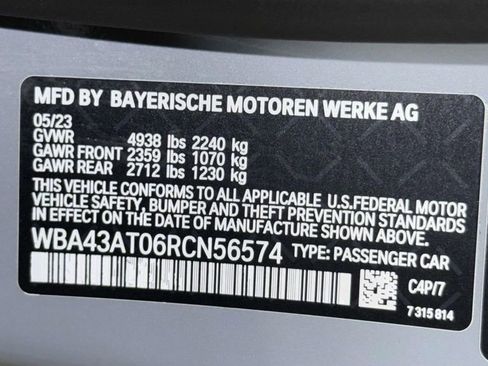 MFD BY BAYERISCHE MOTOREN WERKE AG
05/23
GVWR 4938 lbs 2240 kg
GAWR FRONT 2359 lbs 1070 kg
GAWR REAR 2712 lbs 1230 kg
THIS VEHICLE CONFORMS TO ALL APPLICABLE U.S.FEDERAL MOTOR
VEHICLE SAFETY, BUMPER AND THEFT PREVENTION STANDARDS
IN EFFECT ON THE DATE OF MANUFACTURE SHOWN ABOVE.
WBA43AT06RCN56574 TYPE: PASSENGER CAR
C4P/7
7 315 814